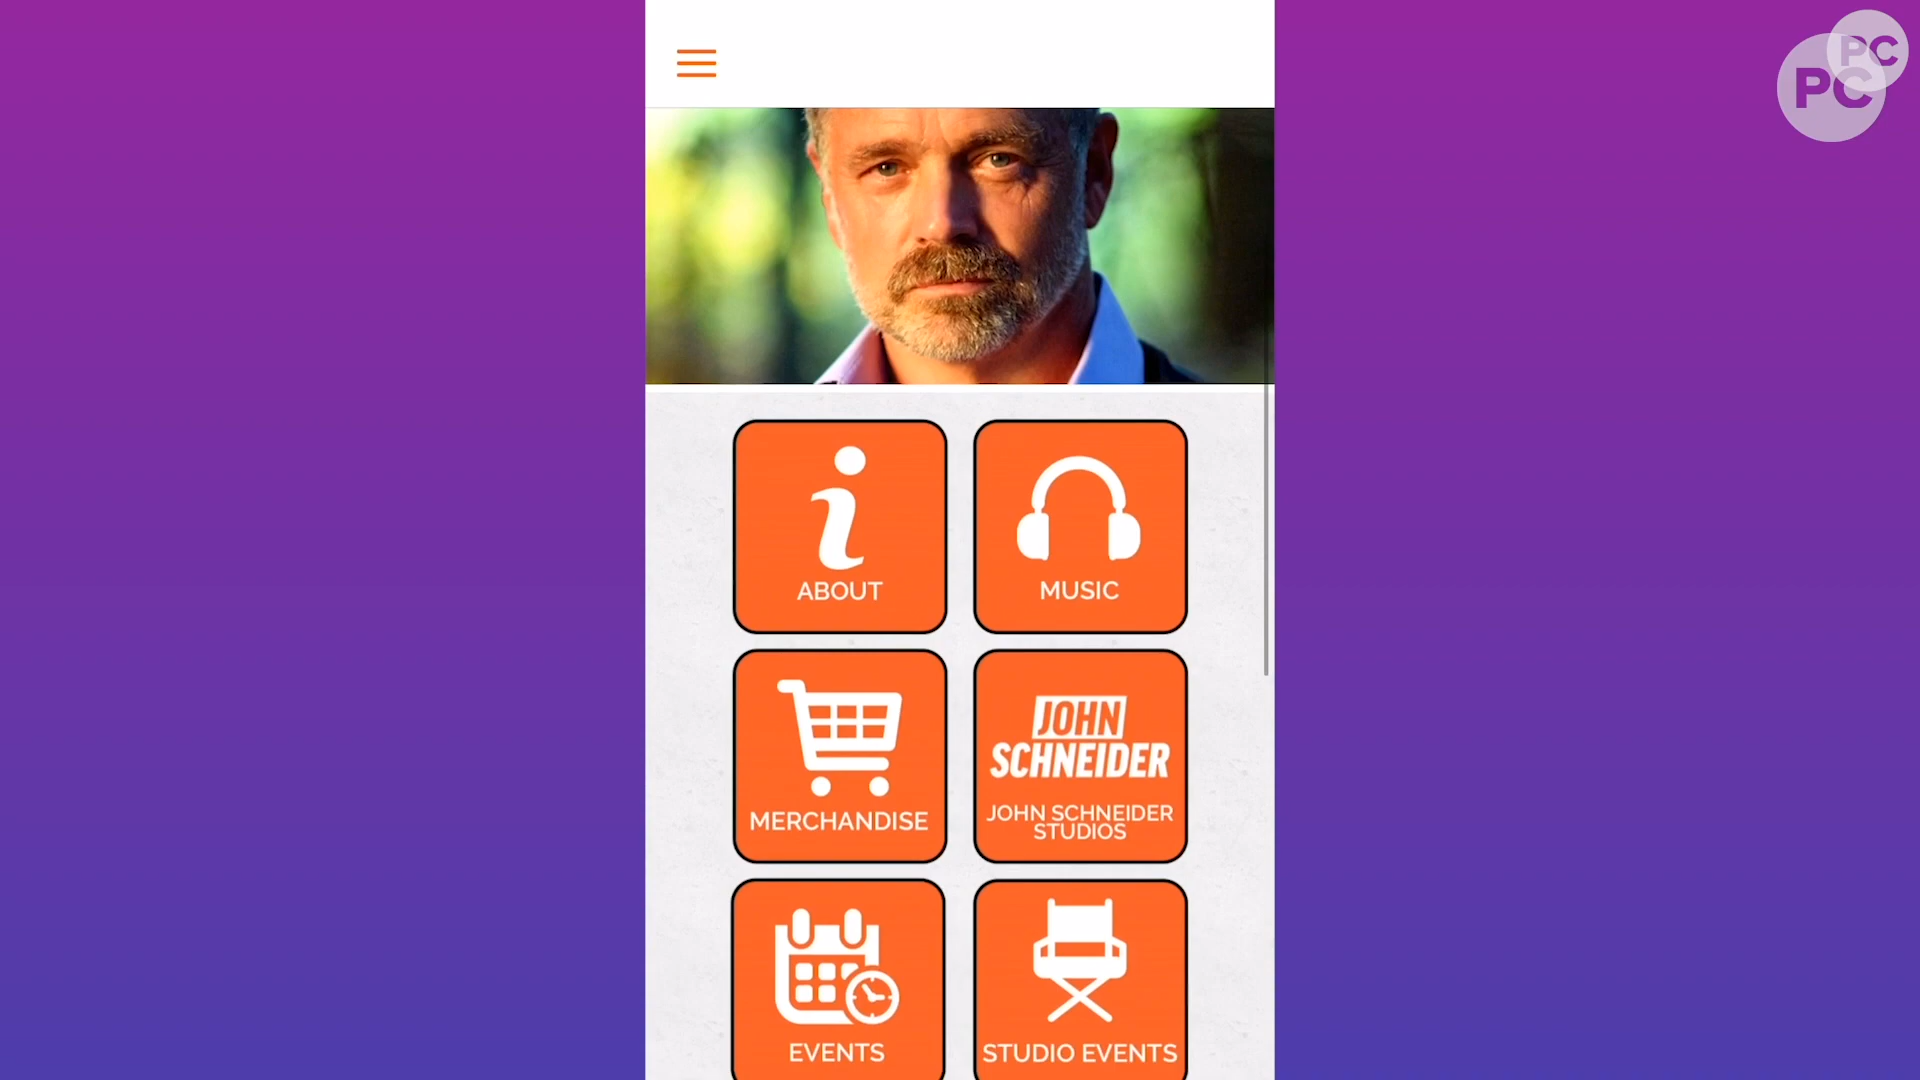 PC
PC
ABOUT
MUSIC
MERCHANDISE
JOHN
SCHNEIDER
JOHN SCHNEIDER
STUDIOS
EVENTS
STUDIO EVENTS